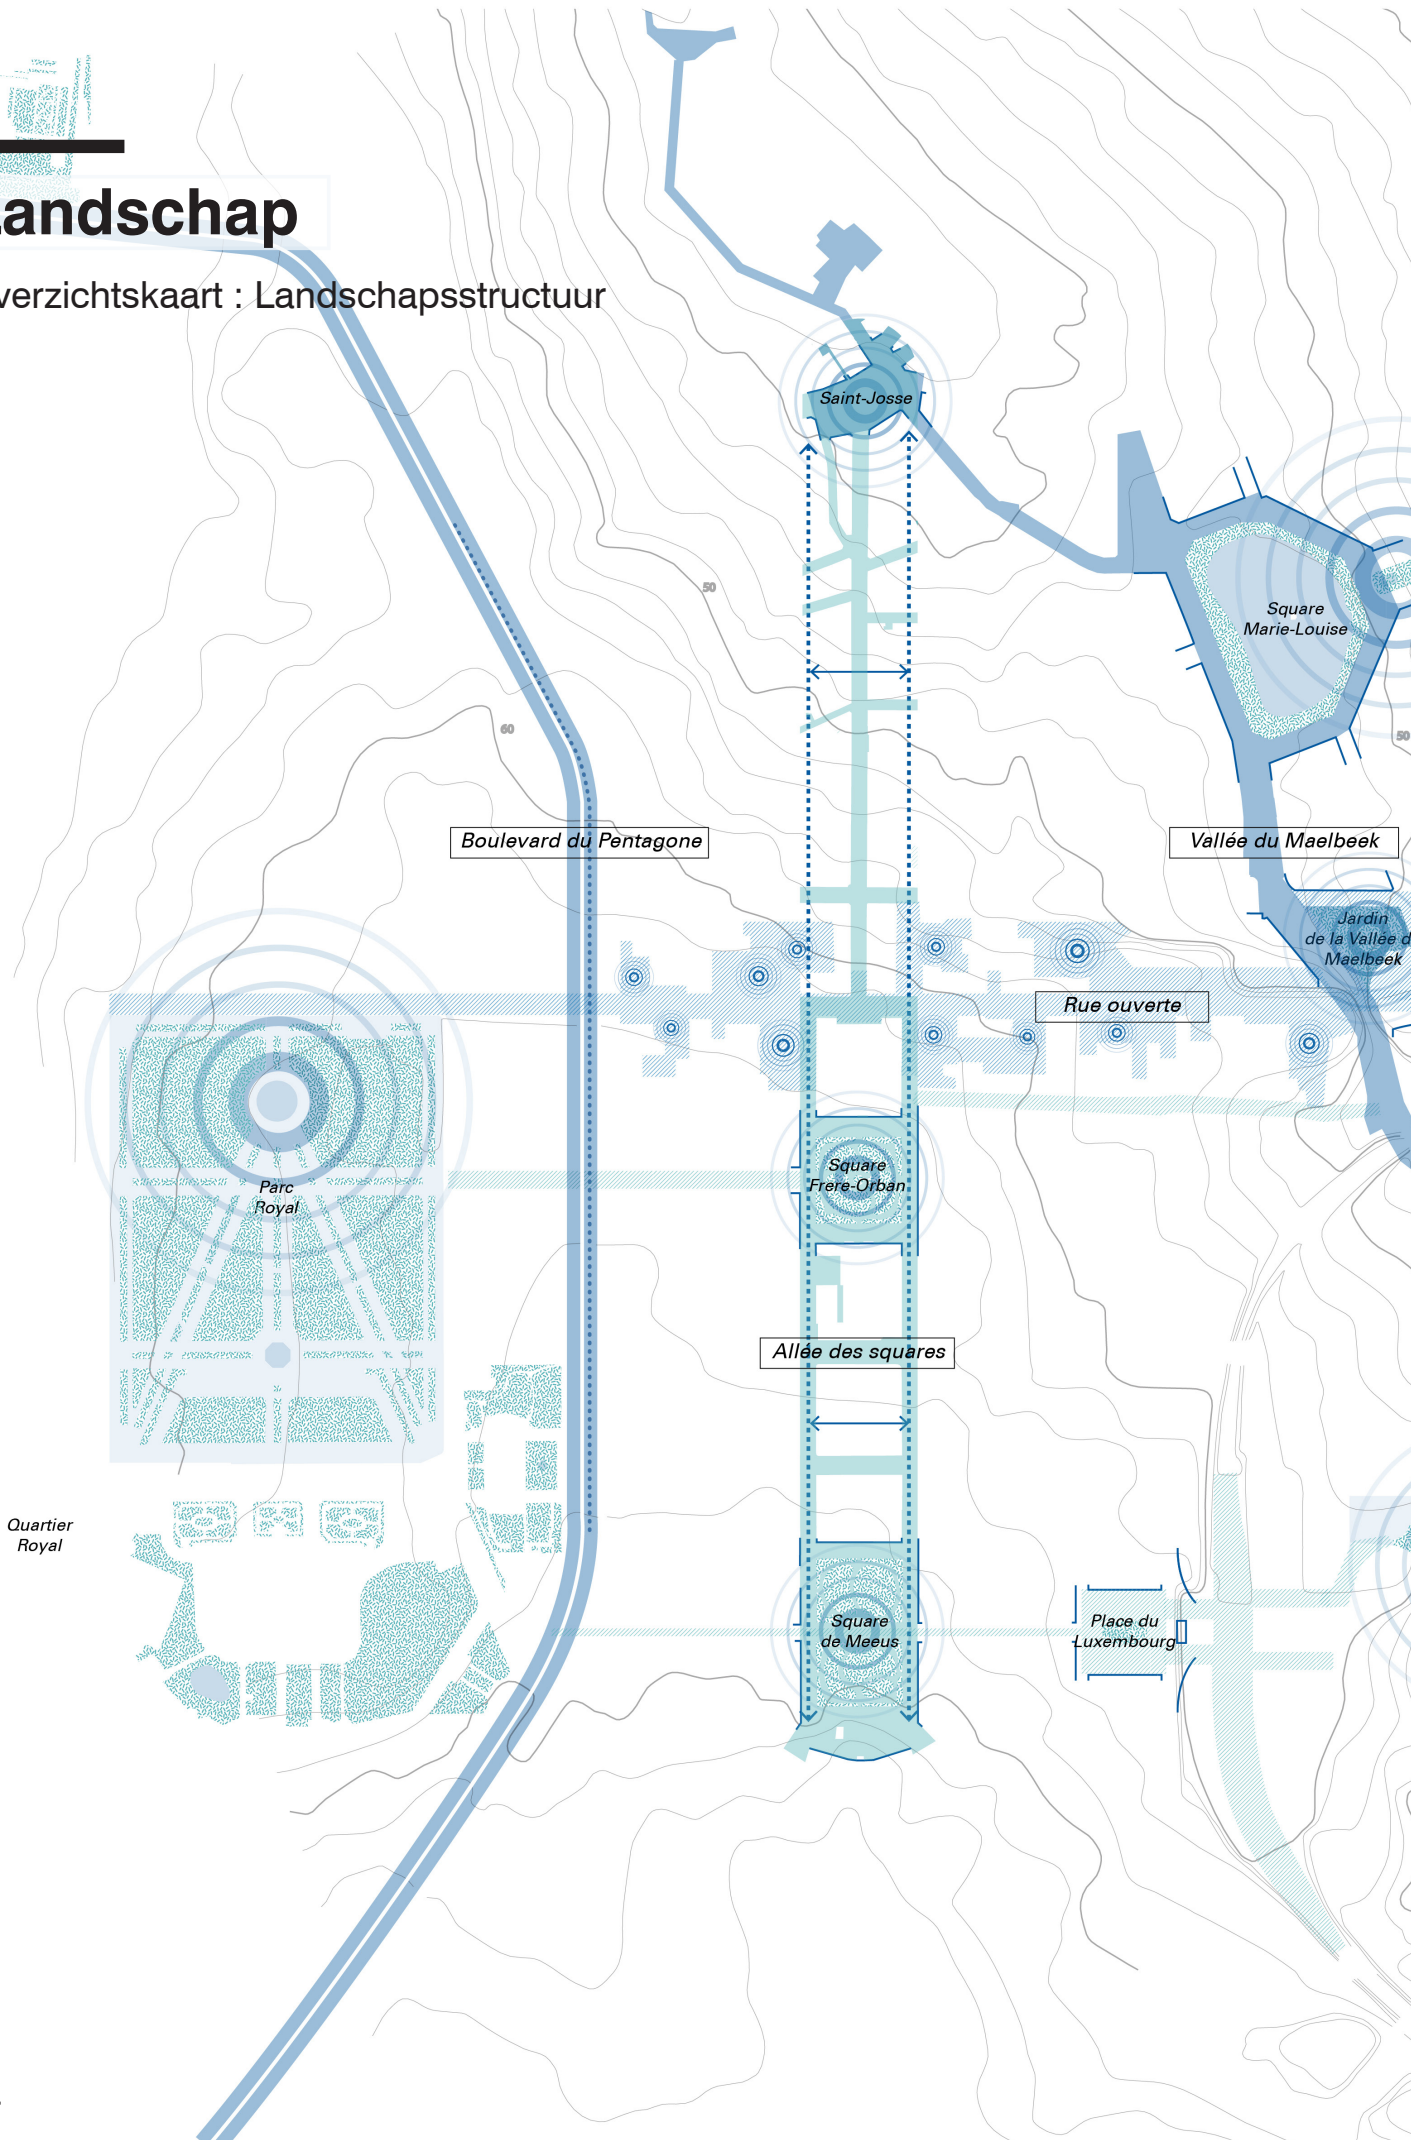 andschap
verzichtskaart : Landschapsstructuur
Saint-Josse
50
Square
Marie-Louise
60
50
Boulevard du Pentagone
Vallée du Maelbeek
Jardin
de la Vallée d
Maelbeek
Rue ouverte
Square
Frere-Orban
Parc
Royal
Allée des squares
Quartier
Royal
Square
de Meeus
Place du
Luxembourg